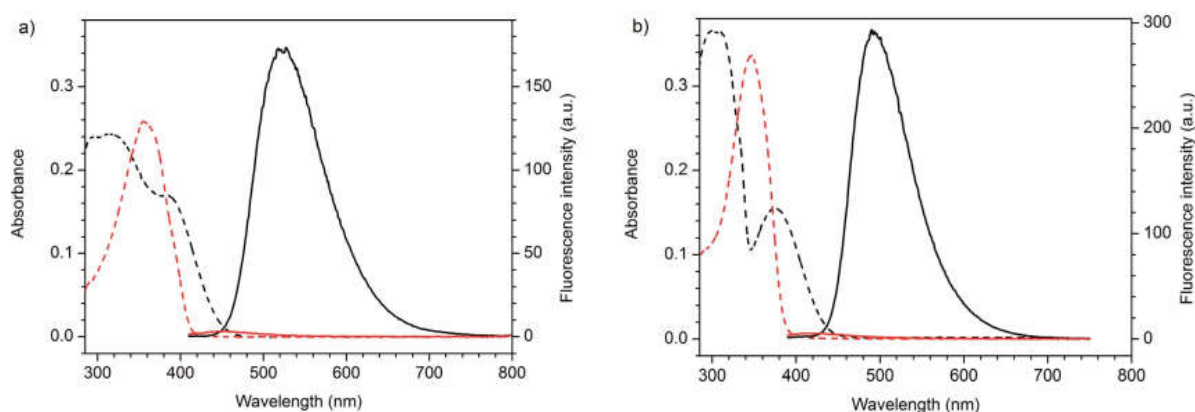 a)
0.3
0.2
0.1
0.0
Absorbance
150
100
50
0
Fluorescence intensity (a.u.)
300 400 500 600 700 800
Wavelength (nm)
b)
0.3
0.2
0.1
0.0
Absorbance
300
200
100
0
Fluorescence intensity (a.u.)
300 400 500 600 700 800
Wavelength (nm)